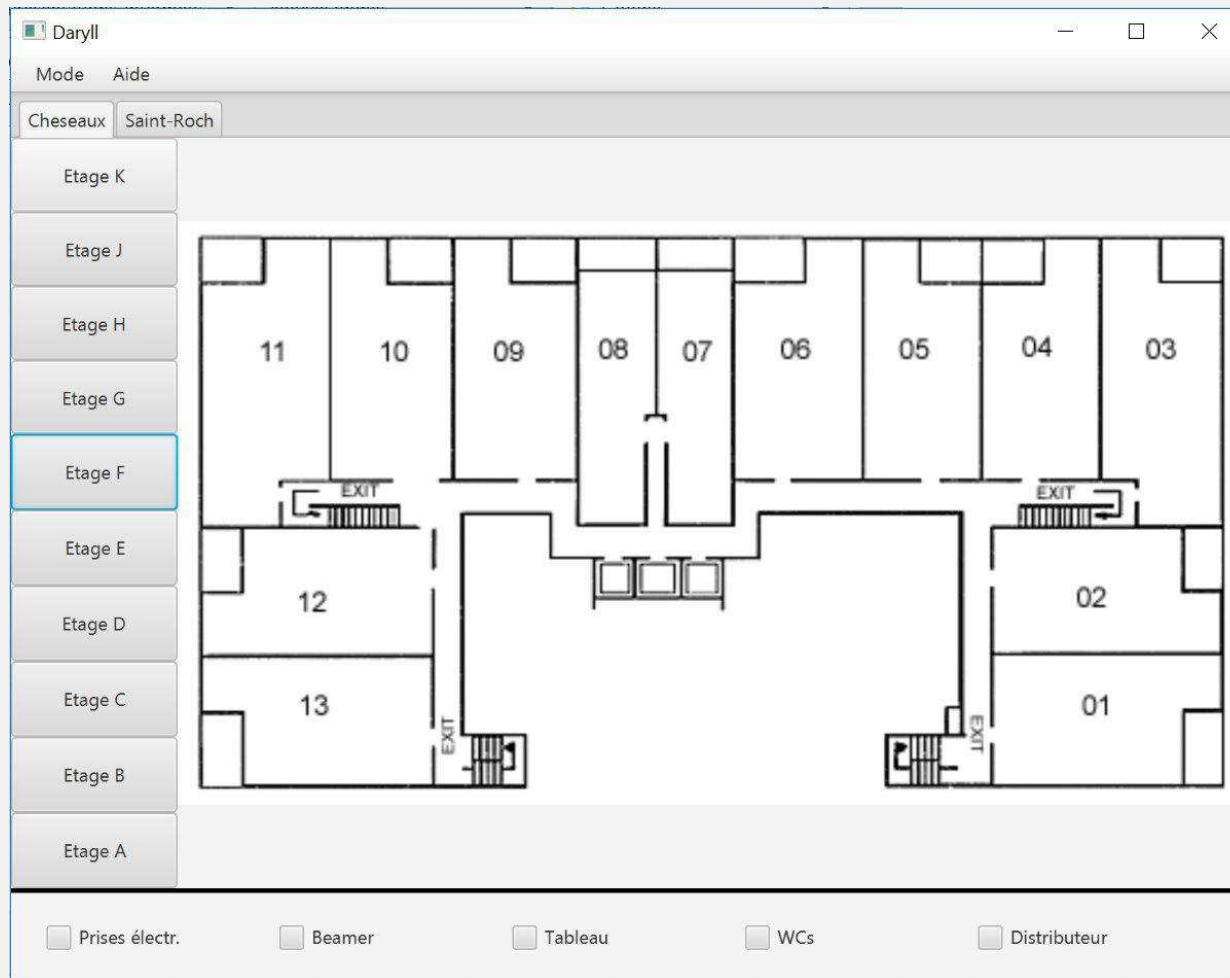 Daryll
Mode Aide
Cheseaux Saint-Roch
Etage K
Etage J
Etage H
Etage G
Etage F
Etage E
Etage D
Etage C
Etage B
Etage A
11 10 09 08 07 06 05 04 03
EXIT EXIT
12 02
13 01
EXIT EXIT
Prises électr. Beamer Tableau WCs Distributeur